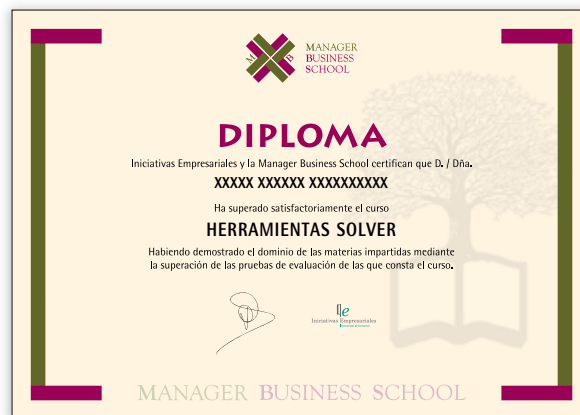 M B
MANAGER
BUSINESS
SCHOOL
DIPLOMA
Iniciativas Empresariales y la Manager Business School certifican que D. / Dña.
XXXXX XXXXXX XXXXXXXXXX
Ha superado satisfactoriamente el curso
HERRAMIENTAS SOLVER
Habiendo demostrado el dominio de las materias impartidas mediante
la superación de las pruebas de evaluación de las que consta el curso.
Iniciativas Empresariales
MANAGER BUSINESS SCHOOL